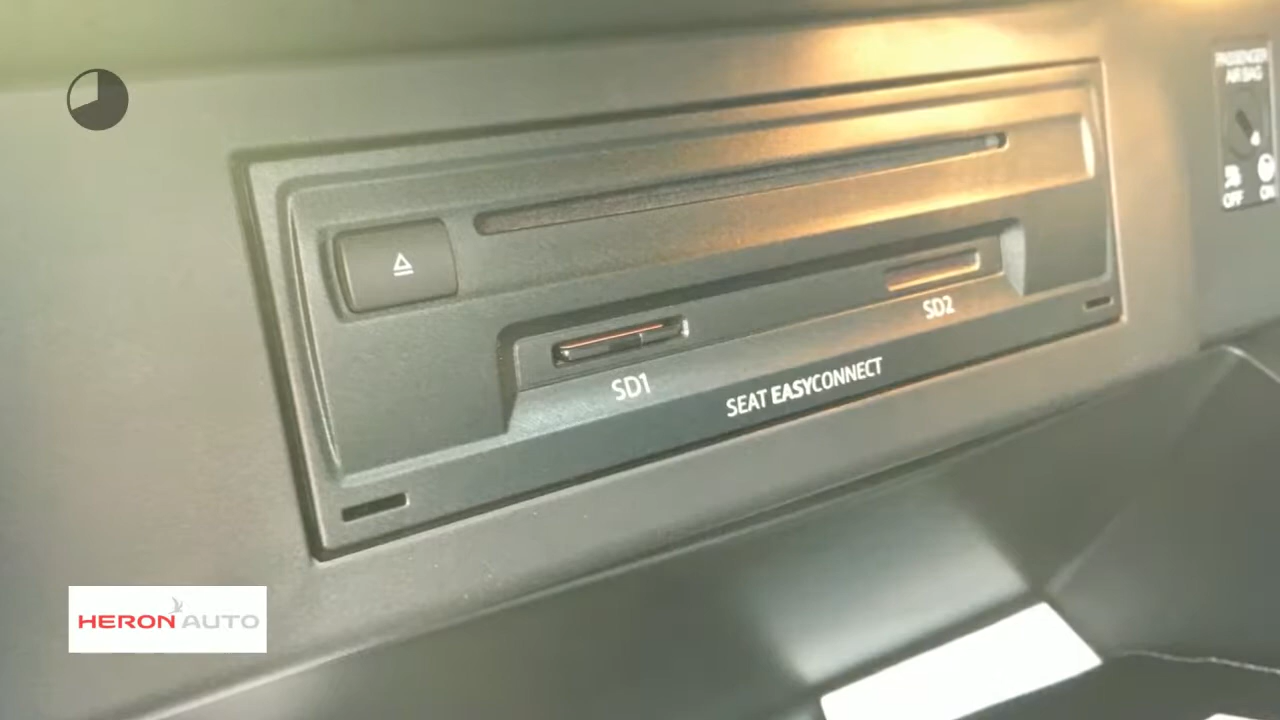 PASSENGER
AIR BAG
OFF
ON
SD1
SD2
SEAT EASYCONNECT
HERON AUTO